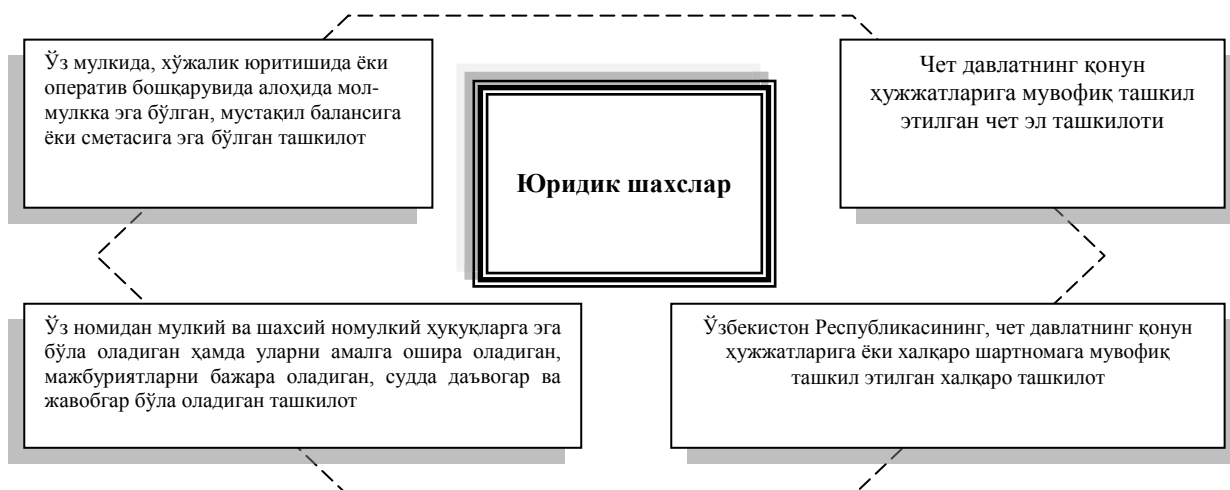 Ўз мулкида, хўжалик юритишида ёки
оператив бошқарувида алоҳида мол-
мулкка эга бўлган, мустақил балансига
ёки сметасига эга бўлган ташкилот
Чет давлатнинг қонун
ҳужжатларига мувофиқ ташкил
этилган чет эл ташкилоти
Юридик шахслар
Ўз номидан мулкий ва шахсий номулкий ҳуқуқларга эга
бўла оладиган ҳамда уларни амалга ошира оладиган,
мажбуриятларни бажара оладиган, судда даъвогар ва
жавобгар бўла оладиган ташкилот
Ўзбекистон Республикасининг, чет давлатнинг қонун
ҳужжатларига ёки халқаро шартномага мувофиқ
ташкил этилган халқаро ташкилот